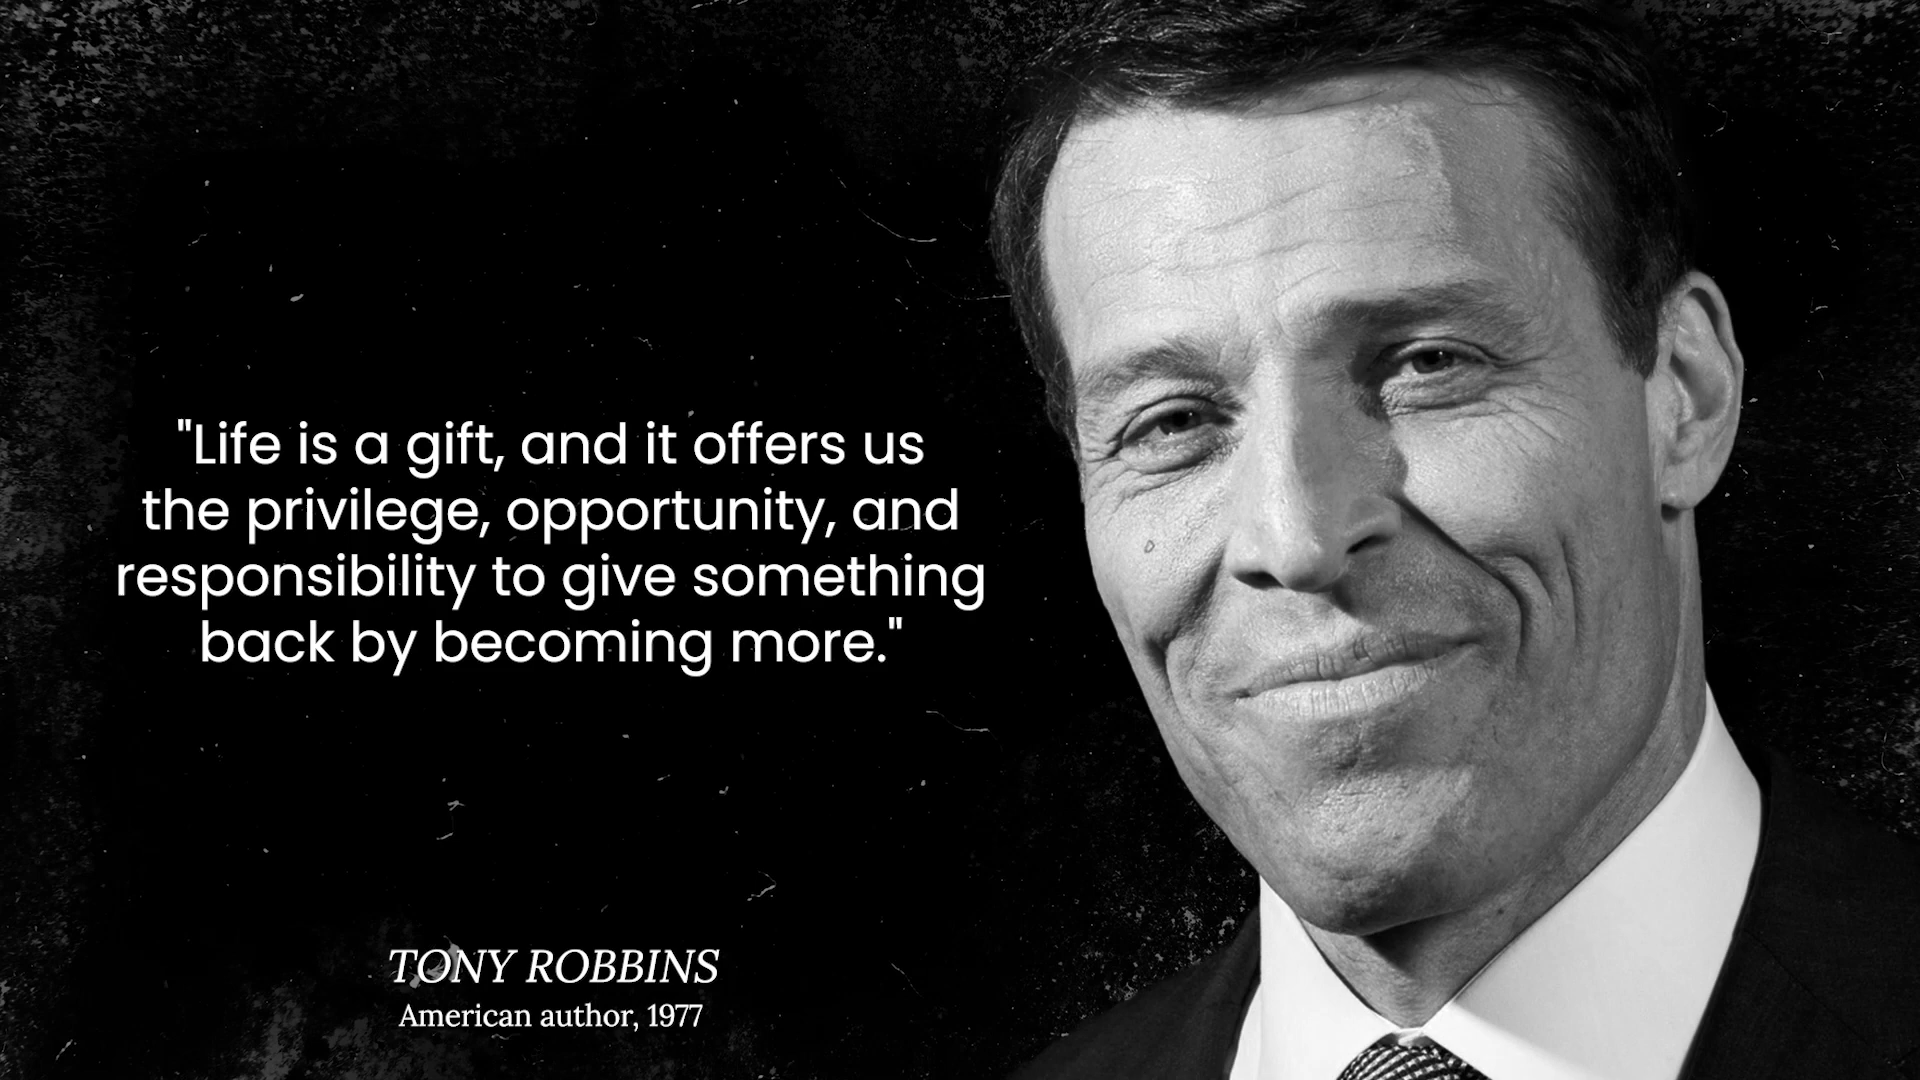 "Life is a gift, and it offers us
the privilege, opportunity, and
responsibility to give something
back by becoming more."
TONY ROBBINS
American author, 1977